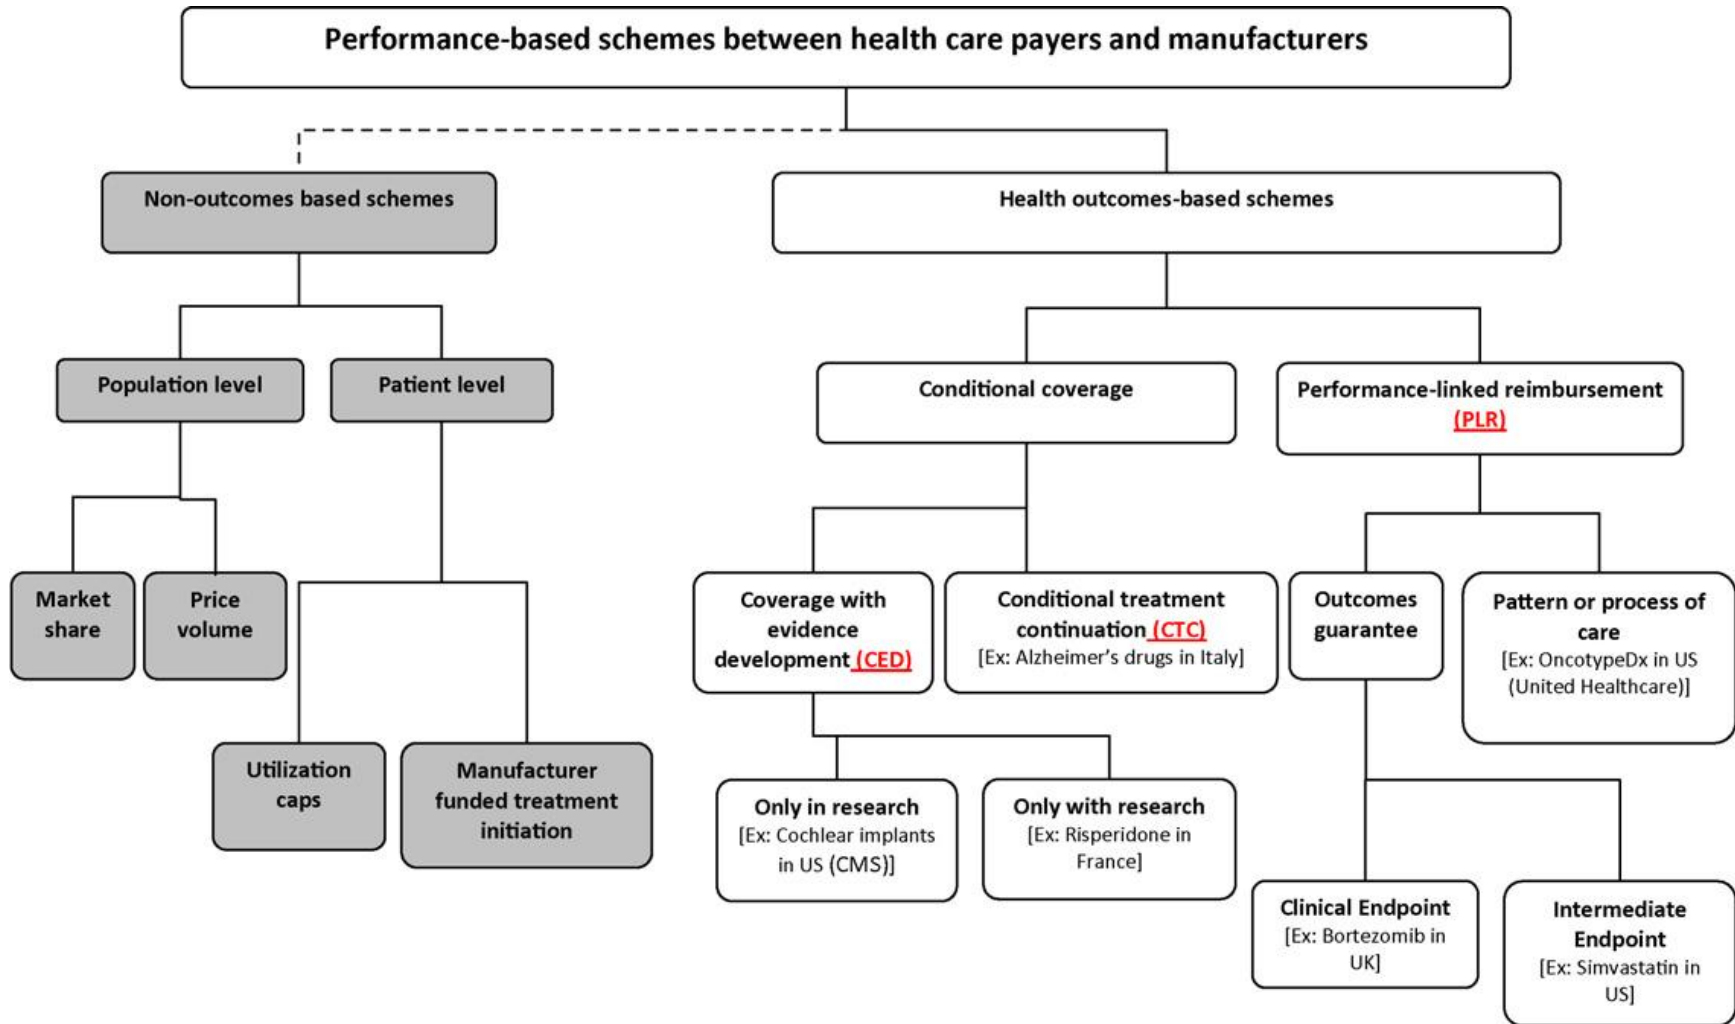 Performance-based schemes between health care payers and manufacturers
Non-outcomes based schemes
Health outcomes-based schemes
Population level
Patient level
Conditional coverage
Performance-linked reimbursement
(PLR)
Market
share
Price
volume
Coverage with
evidence
development (CED)
Conditional treatment
continuation (CTC)
[Ex: Alzheimer’s drugs in Italy]
Outcomes
guarantee
Pattern or process of
care
[Ex: OncotypeDx in US
(United Healthcare)]
Utilization
caps
Manufacturer
funded treatment
initiation
Only in research
[Ex: Cochlear implants
in US (CMS)]
Only with research
[Ex: Risperidone in
France]
Clinical Endpoint
[Ex: Bortezomib in
UK]
Intermediate
Endpoint
[Ex: Simvastatin in
US]